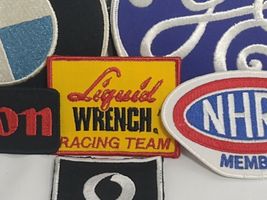 on
Liquid
WRENCH®
RACING TEAM
NHR
MEMB